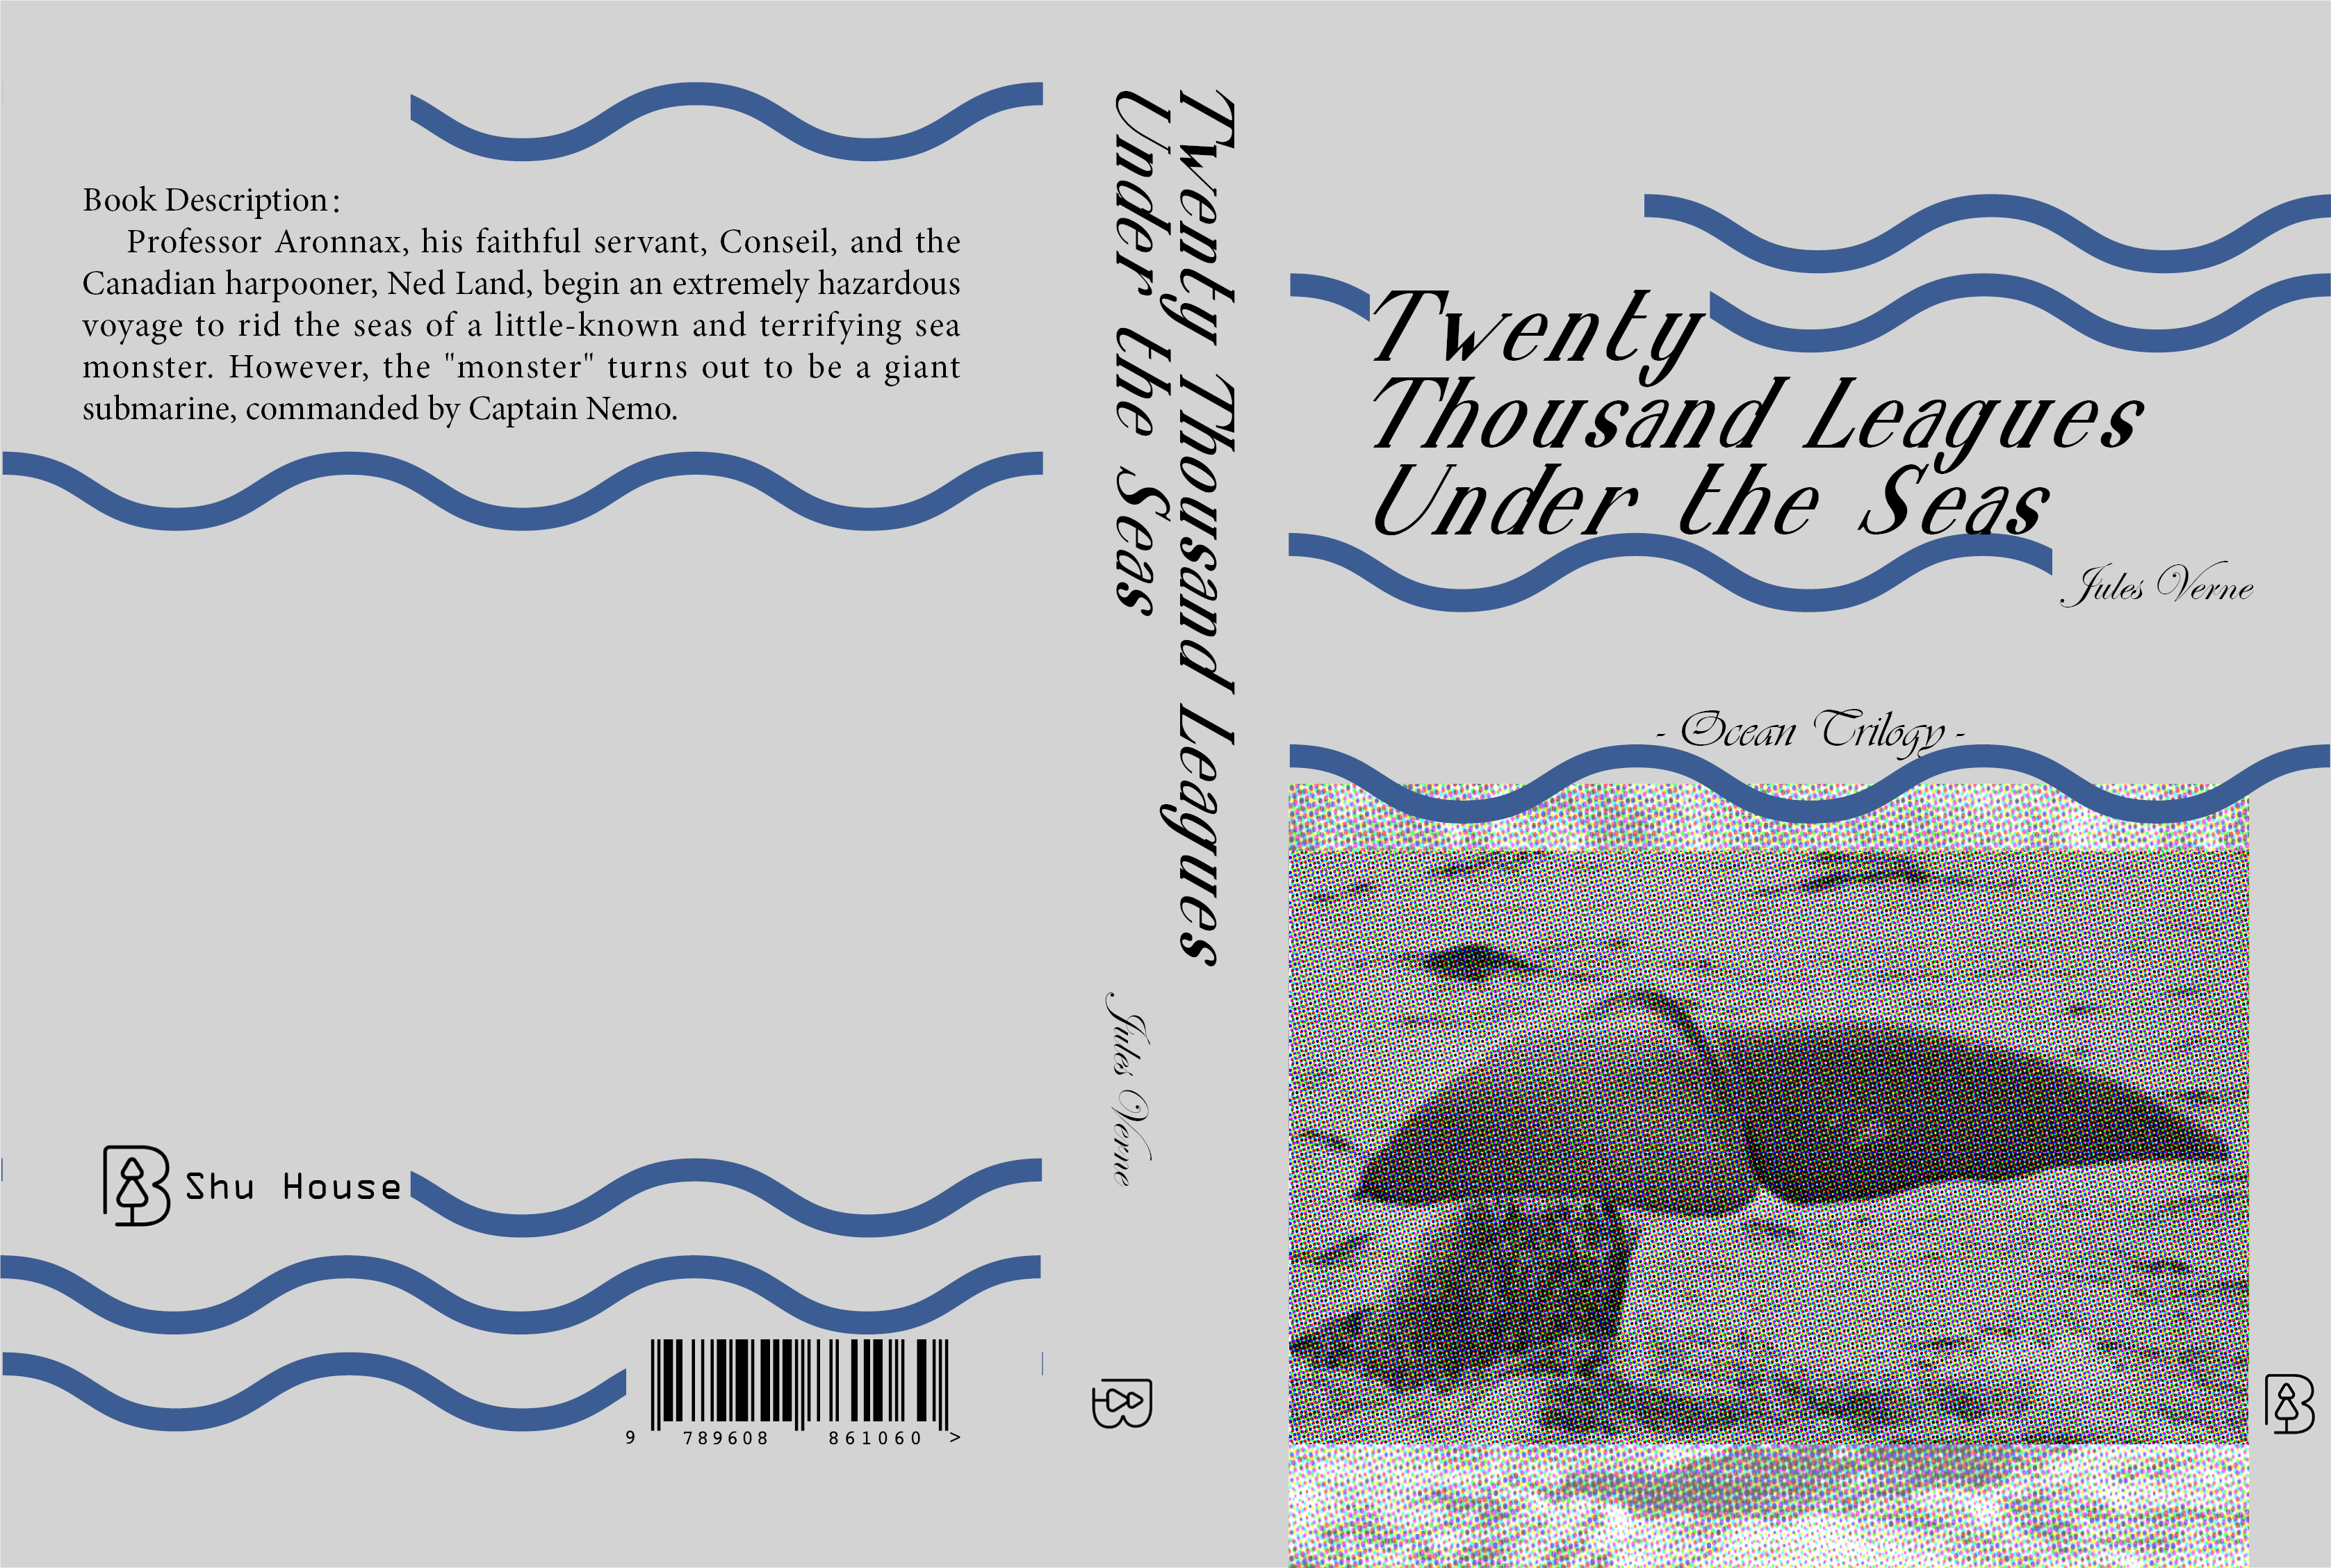 Book Description:
Professor Aronnax, his faithful servant, Conseil, and the
Canadian harpooner, Ned Land, begin an extremely hazardous
voyage to rid the seas of a little-known and terrifying sea
monster. However, the "monster" turns out to be a giant
submarine, commanded by Captain Nemo.
Shu House
9 789608 861060 >
Twenty Thousand Leagues
Under the Seas
Jules Verne
Twenty
Thousand Leagues
Under the Seas
Jules Verne
- Ocean Trilogy -